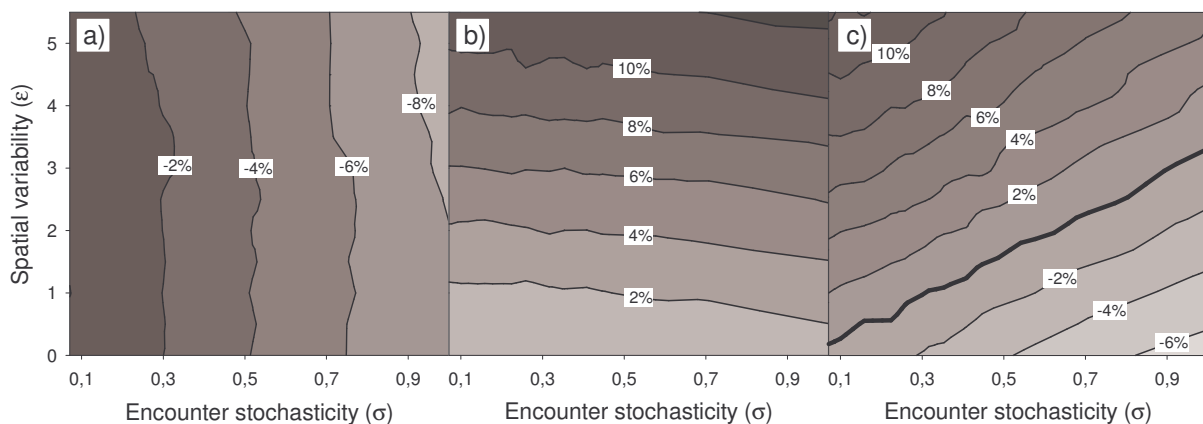 a)
b)
c)
Spatial variability (ε)
5
4
3
2
1
0
-2%
-4%
-6%
-8%
10%
8%
6%
4%
2%
10%
8%
6%
4%
2%
-2%
-4%
-6%
0,1 0,3 0,5 0,7 0,9
0,1 0,3 0,5 0,7 0,9
0,1 0,3 0,5 0,7 0,9
Encounter stochasticity (σ)
Encounter stochasticity (σ)
Encounter stochasticity (σ)